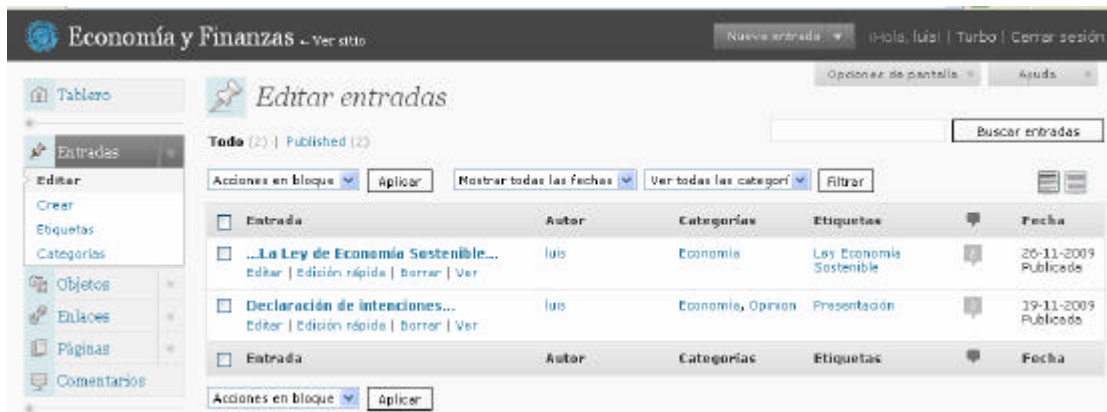 Economía y Finanzas ← Ver sitio
Nueva entrada
¡Hola, luis! | Turbo | Cerrar sesión
Opciones de pantalla
Ayuda
Tablero
Editar entradas
Todo (2) | Published (2)
Buscar entradas
Entradas
Editar
Crear
Etiquetas
Categorías
Objetos
Enlaces
Páginas
Comentarios
Acciones en bloque
Aplicar
Mostrar todas las fechas
Ver todas las categorí
Filtrar
Entrada Autor Categorías Etiquetas Fecha
...La Ley de Economía Sostenible... luis Economía Ley Economía 26-11-2009
Editar | Edición rápida | Borrar | Ver Sostenible Publicada
Declaración de intenciones... luis Economía, Opinion Presentación 19-11-2009
Editar | Edición rápida | Borrar | Ver Publicada
Entrada Autor Categorías Etiquetas Fecha
Acciones en bloque
Aplicar